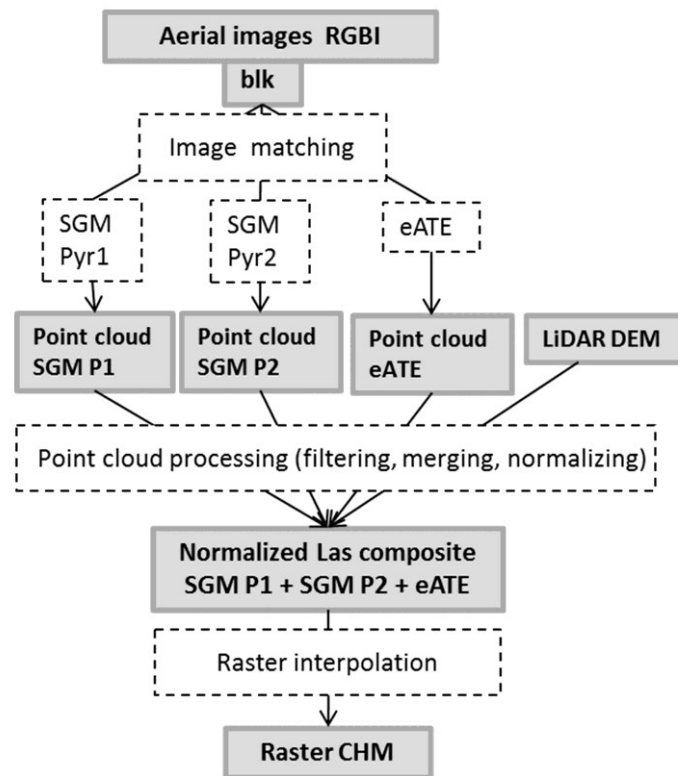 Aerial images RGBI
blk
Image matching
SGM
Pyr1
SGM
Pyr2
eATE
Point cloud
SGM P1
Point cloud
SGM P2
Point cloud
eATE
LiDAR DEM
Point cloud processing (filtering, merging, normalizing)
Normalized Las composite
SGM P1 + SGM P2 + eATE
Raster interpolation
Raster CHM